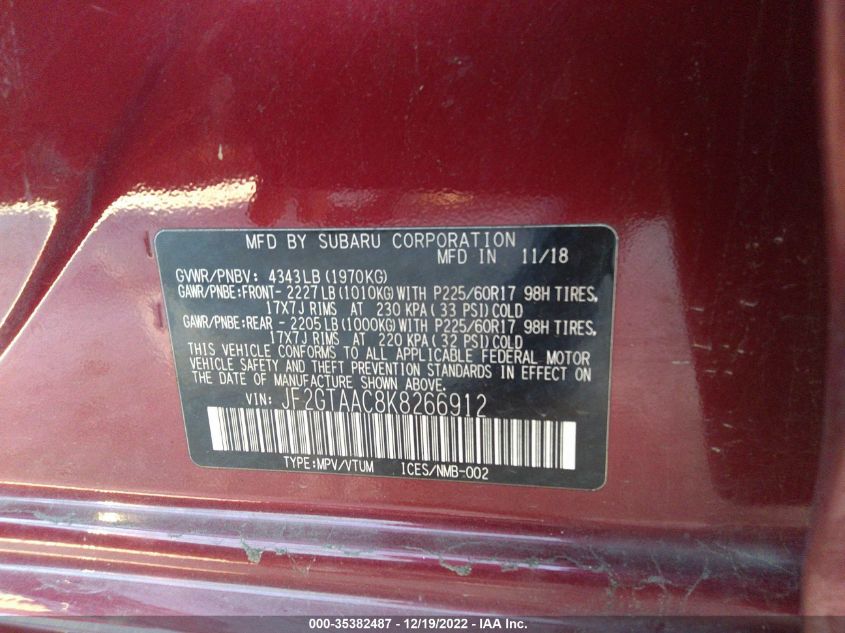 MFD BY SUBARU CORPORATION
MFD IN 11/18
GVWR/PNBV: 4343LB (1970KG)
GAWR/PNBE:FRONT- 2227LB (1010KG) WITH P225/60R17 98H TIRES,
17X7J RIMS AT 230 KPA (33 PSI) COLD
GAWR/PNBE:REAR - 2205LB (1000KG) WITH P225/60R17 98H TIRES,
17X7J RIMS AT 220 KPA (32 PSI) COLD
THIS VEHICLE CONFORMS TO ALL APPLICABLE FEDERAL MOTOR
VEHICLE SAFETY AND THEFT PREVENTION STANDARDS IN EFFECT ON
THE DATE OF MANUFACTURE SHOWN ABOVE.
VIN: JF2GTAAC8K8266912
TYPE:MPV/VTUM ICES/NMB-002
000-35382487 - 12/19/2022 - IAA Inc.